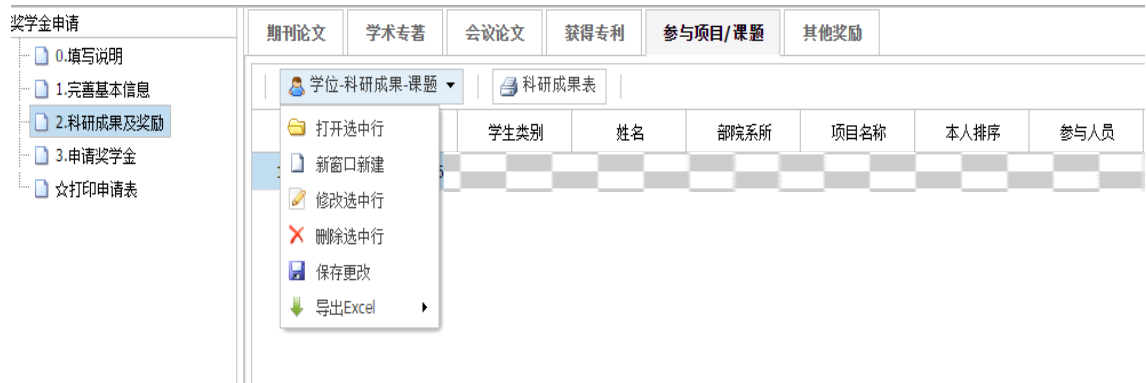 奖学金申请
0.填写说明
1.完善基本信息
2.科研成果及奖励
3.申请奖学金
☆打印申请表
期刊论文 学术专著 会议论文 获得专利 参与项目/课题 其他奖励
学位-科研成果-课题 科研成果表
学生类别 姓名 部院系所 项目名称 本人排序 参与人员
打开选中行
新窗口新建
修改选中行
删除选中行
保存更改
导出Excel